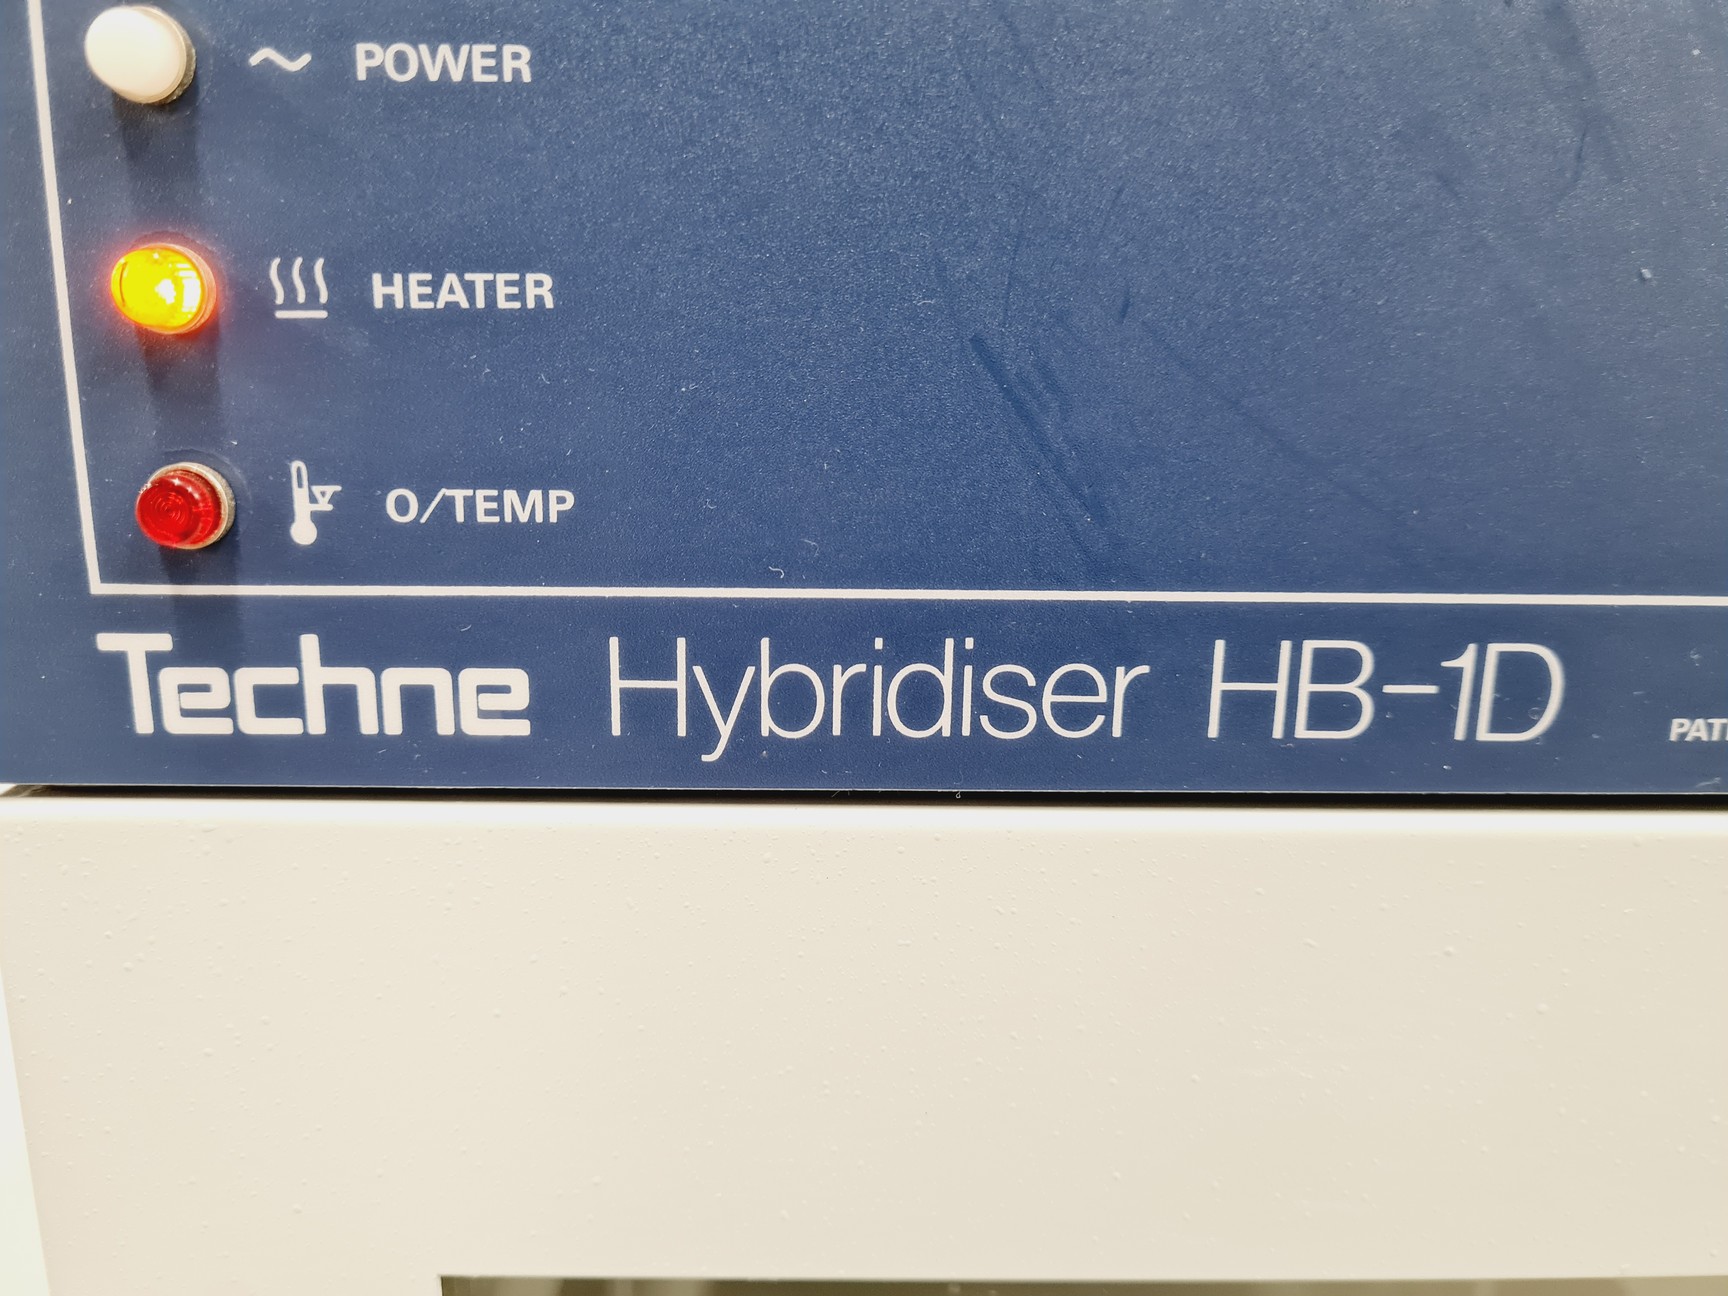 ~ POWER
HEATER
O/TEMP
Techne Hybridiser HB-1D